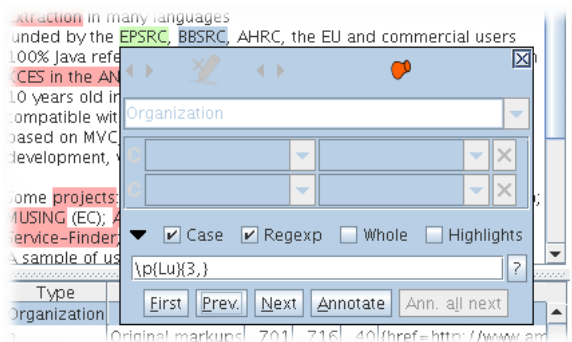 extraction in many languages
funded by the EPSRC, BBSRC, AHRC, the EU and commercial users
100% Java refe
XCES in the AN
10 years old in
compatible wit
based on MVC,
development, v
Organization
C
C
Some projects:
MUSING (EC); A
Service-Finder;
A sample of us
Case Regexp Whole Highlights
\p{Lu}{3,} ?
First Prev. Next Annotate Ann. all next
Type
Organization
Original markups 701 716 40 {href=http://www.am